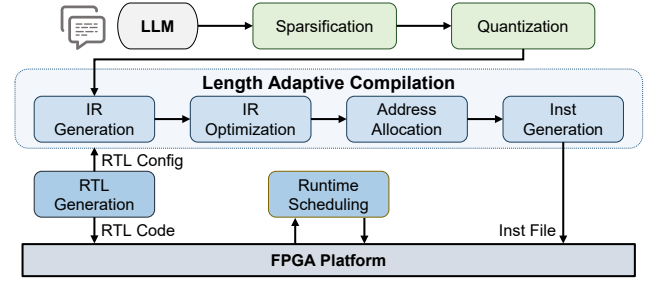 LLM
Sparsification
Quantization
Length Adaptive Compilation
IR
Generation
IR
Optimization
Address
Allocation
Inst
Generation
RTL Config
RTL
Generation
Runtime
Scheduling
RTL Code
Inst File
FPGA Platform